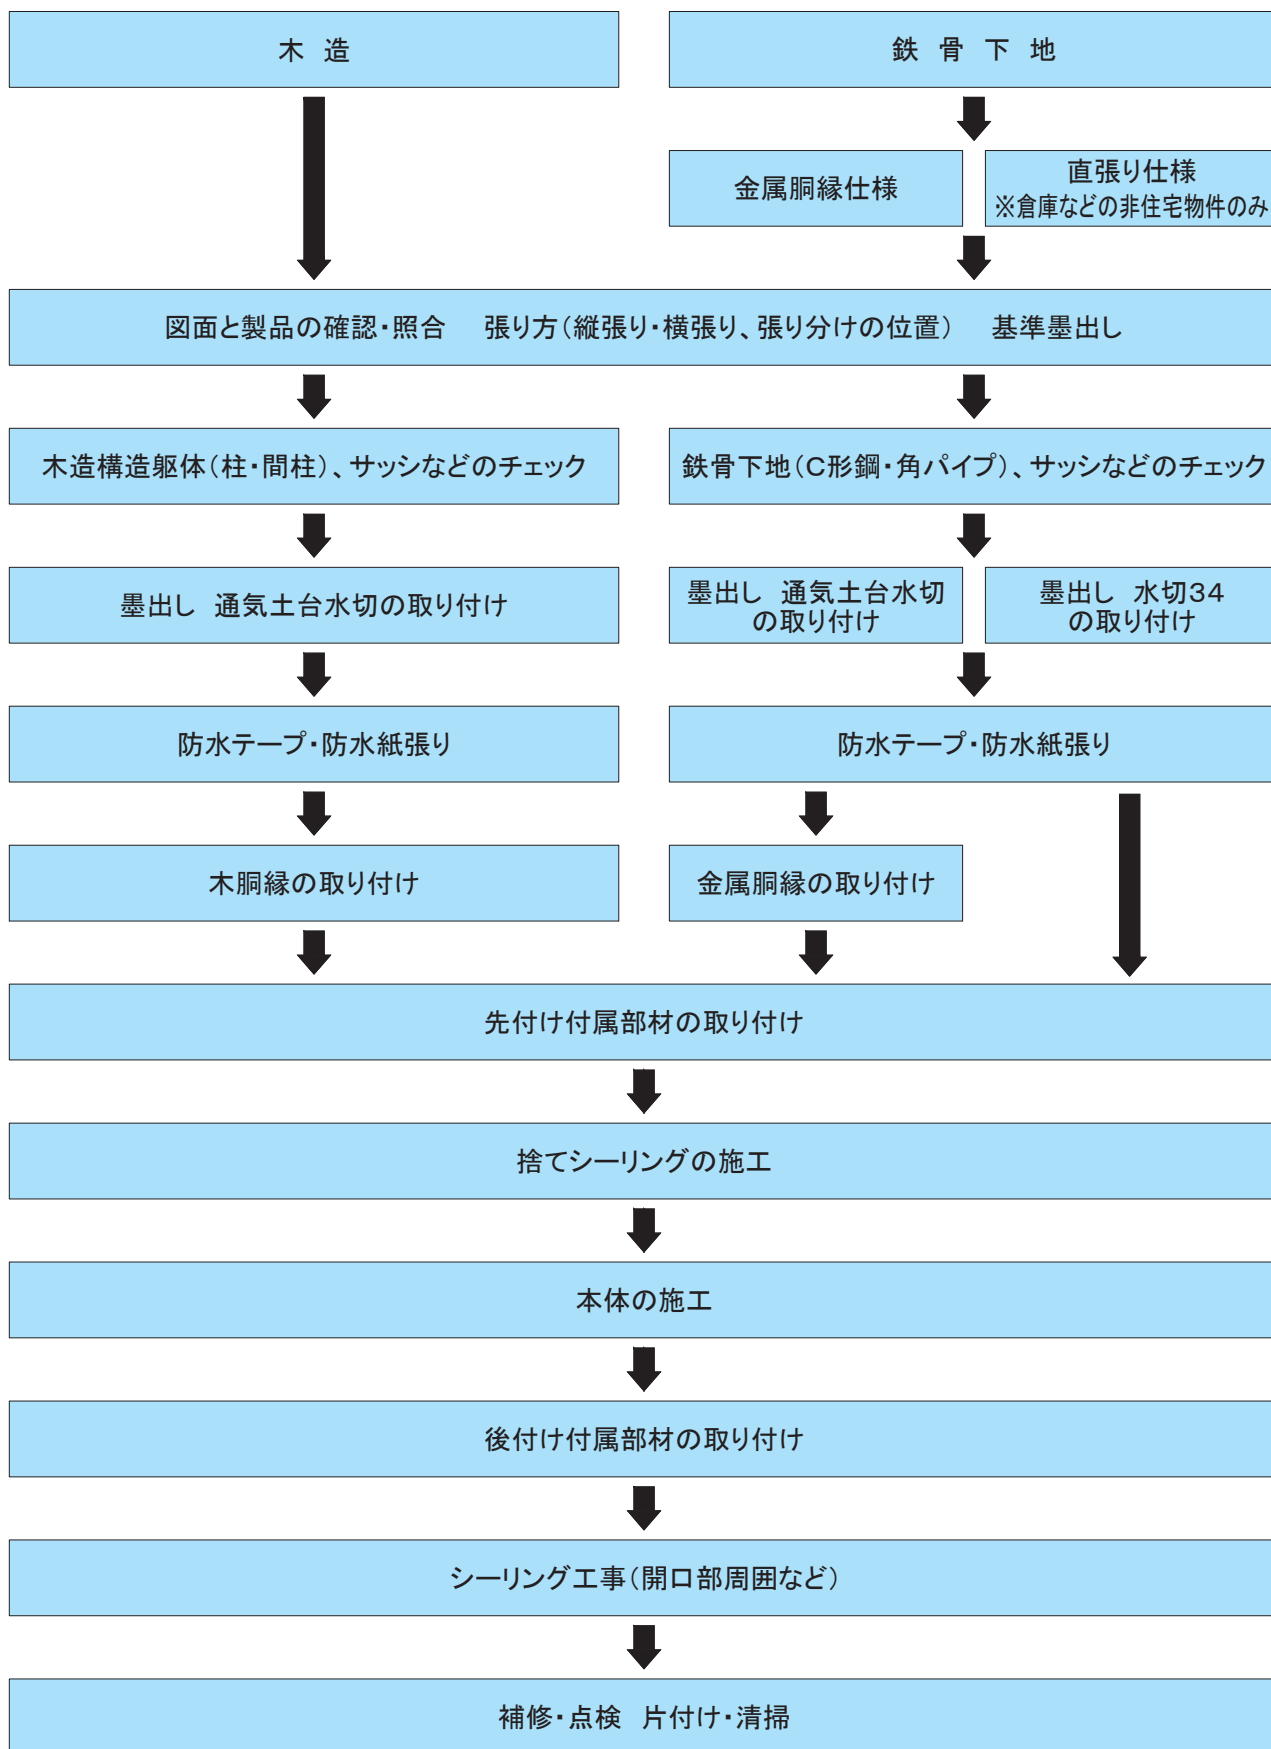 木 造
鉄 骨 下 地
金属胴縁仕様
直張り仕様
※倉庫などの非住宅物件のみ
図面と製品の確認・照合　張り方（縦張り・横張り、張り分けの位置）　基準墨出し
木造構造躯体（柱・間柱）、サッシなどのチェック
鉄骨下地（C形鋼・角パイプ）、サッシなどのチェック
墨出し　通気土台水切の取り付け
墨出し　通気土台水切
の取り付け
墨出し　水切34
の取り付け
防水テープ・防水紙張り
防水テープ・防水紙張り
木胴縁の取り付け
金属胴縁の取り付け
先付け付属部材の取り付け
捨てシーリングの施工
本体の施工
後付け付属部材の取り付け
シーリング工事（開口部周囲など）
補修・点検　片付け・清掃